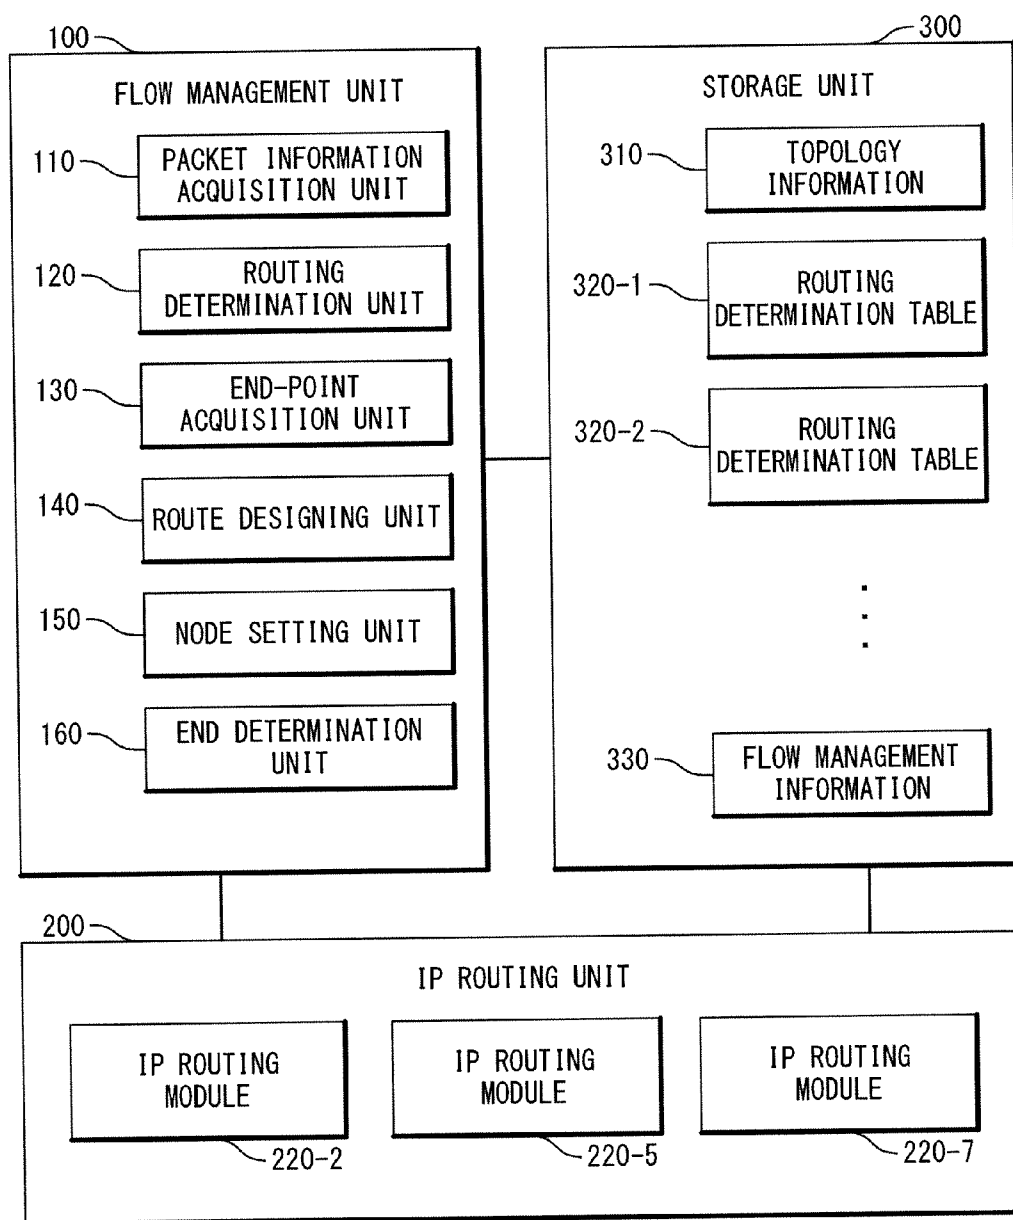 100
FLOW MANAGEMENT UNIT
110
PACKET INFORMATION
ACQUISITION UNIT
120
ROUTING
DETERMINATION UNIT
130
END-POINT
ACQUISITION UNIT
140
ROUTE DESIGNING UNIT
150
NODE SETTING UNIT
160
END DETERMINATION
UNIT
300
STORAGE UNIT
310
TOPOLOGY
INFORMATION
320-1
ROUTING
DETERMINATION TABLE
320-2
ROUTING
DETERMINATION TABLE
330
FLOW MANAGEMENT
INFORMATION
200
IP ROUTING UNIT
IP ROUTING
MODULE
220-2
IP ROUTING
MODULE
220-5
IP ROUTING
MODULE
220-7